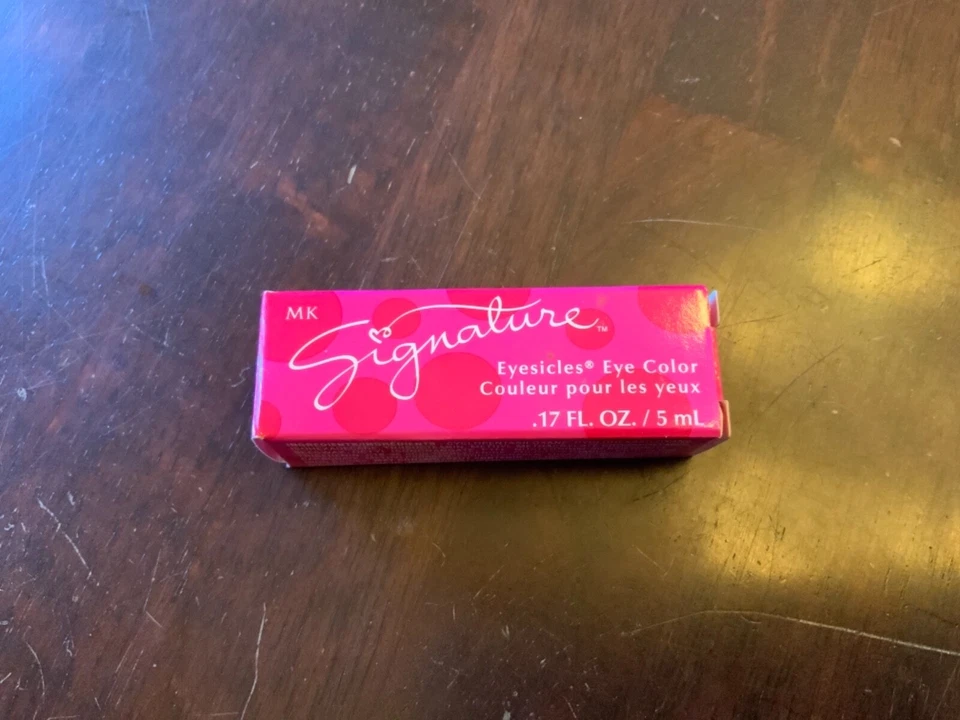 MK
Signature™
Eyesicles® Eye Color
Couleur pour les yeux
.17 FL. OZ. / 5 mL